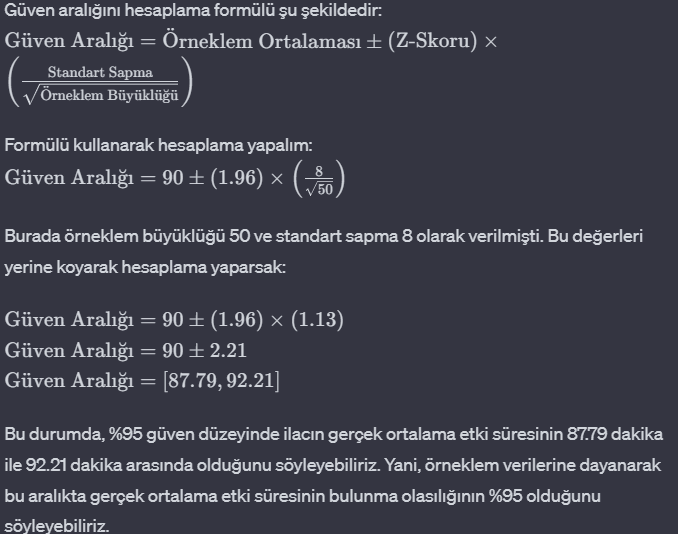 Güven aralığını hesaplama formülü şu şekildedir:
Güven Aralığı = Örneklem Ortalaması ± (Z-Skoru) ×
(Standart Sapma / √Örneklem Büyüklüğü)
Formülü kullanarak hesaplama yapalım:
Güven Aralığı = 90 ± (1.96) × (8 / √50)
Burada örneklem büyüklüğü 50 ve standart sapma 8 olarak verilmişti. Bu değerleri
yerine koyarak hesaplama yaparsak:
Güven Aralığı = 90 ± (1.96) × (1.13)
Güven Aralığı = 90 ± 2.21
Güven Aralığı = [87.79, 92.21]
Bu durumda, %95 güven düzeyinde ilacın gerçek ortalama etki süresinin 87.79 dakika
ile 92.21 dakika arasında olduğunu söyleyebiliriz. Yani, örneklem verilerine dayanarak
bu aralıkta gerçek ortalama etki süresinin bulunma olasılığının %95 olduğunu
söyleyebiliriz.